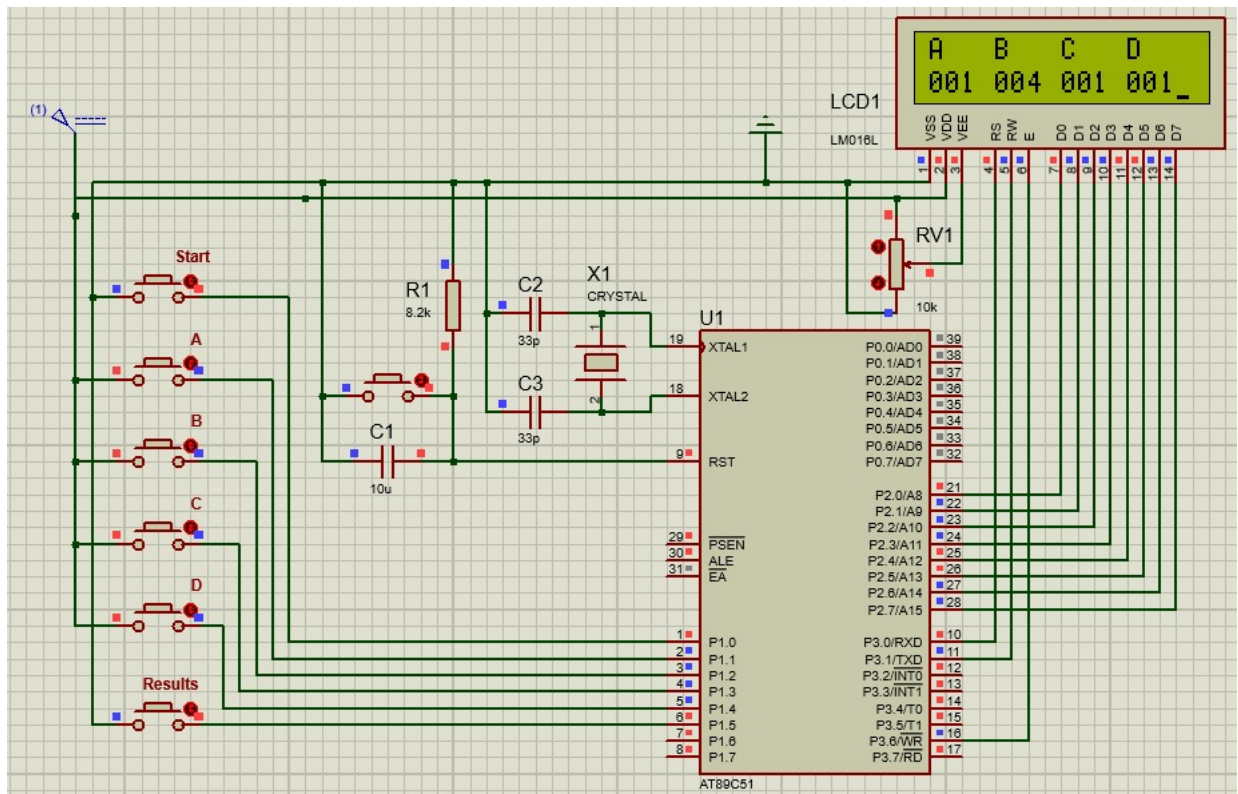 A B C D
001 004 001 001_
LCD1
LM016L
VSS VDD VEE RS RW E D0 D1 D2 D3 D4 D5 D6 D7
1 2 3 4 5 6 7 8 9 10 11 12 13 14
(1)
Start
A
B
C
D
Results
R1
8.2k
C1
10u
C2
33p
C3
33p
X1
CRYSTAL
1
2
RV1
10k
U1
19 XTAL1
18 XTAL2
9 RST
29 PSEN
30 ALE
31 EA
1 P1.0
2 P1.1
3 P1.2
4 P1.3
5 P1.4
6 P1.5
7 P1.6
8 P1.7
P0.0/AD0 39
P0.1/AD1 38
P0.2/AD2 37
P0.3/AD3 36
P0.4/AD4 35
P0.5/AD5 34
P0.6/AD6 33
P0.7/AD7 32
P2.0/A8 21
P2.1/A9 22
P2.2/A10 23
P2.3/A11 24
P2.4/A12 25
P2.5/A13 26
P2.6/A14 27
P2.7/A15 28
P3.0/RXD 10
P3.1/TXD 11
P3.2/INT0 12
P3.3/INT1 13
P3.4/T0 14
P3.5/T1 15
P3.6/WR 16
P3.7/RD 17
AT89C51